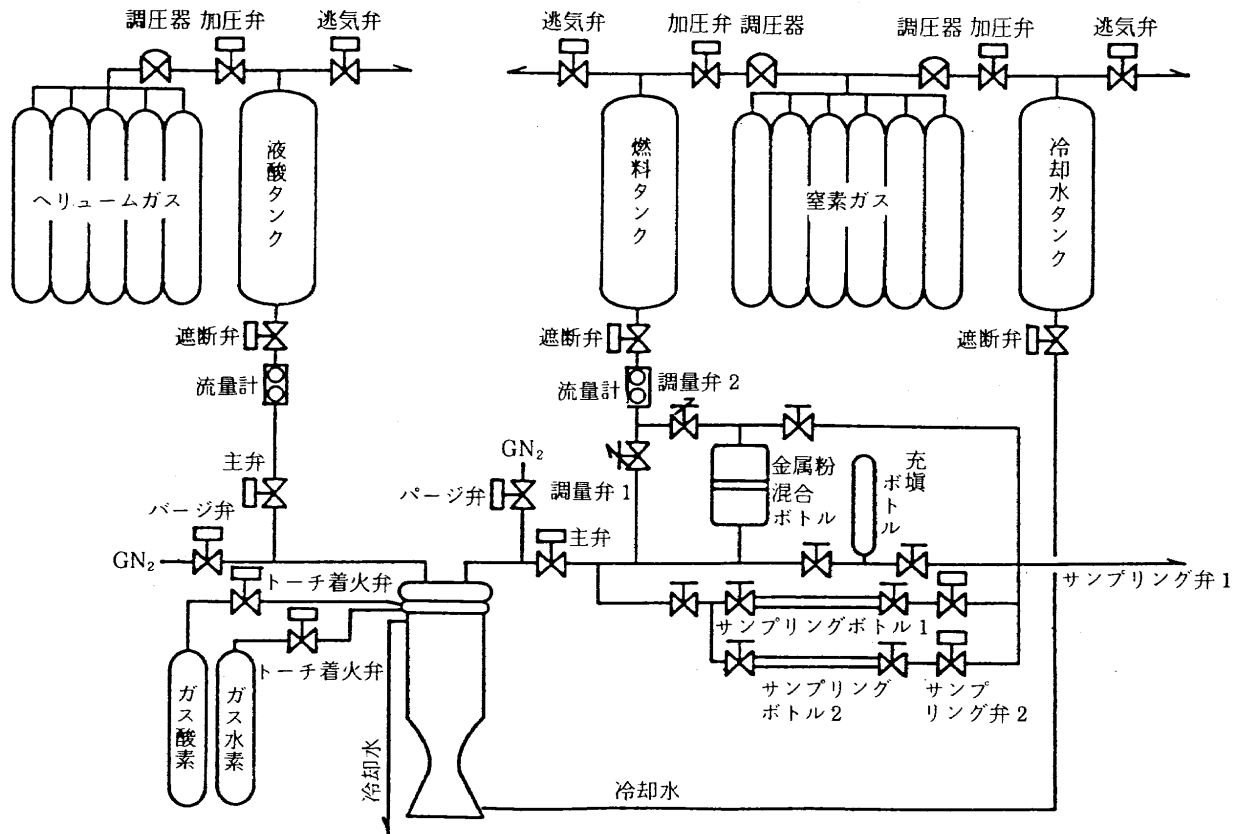 調圧器 加圧弁 逃気弁
逃気弁 加圧弁 調圧器
調圧器 加圧弁 逃気弁
ヘリュームガス
液酸タンク
燃料タンク
窒素ガス
冷却水タンク
遮断弁
遮断弁
遮断弁
流量計
流量計
調量弁2
主弁
GN₂
パージ弁
調量弁1
金属粉
混合
ボトル
充塡
ボトル
バージ弁
主弁
GN₂
トーチ着火弁
サンプリング弁1
サンプリングボトル1
トーチ着火弁
サンプリング
ボトル2
サンプ
リング弁2
ガス酸素
ガス水素
冷却水
冷却水